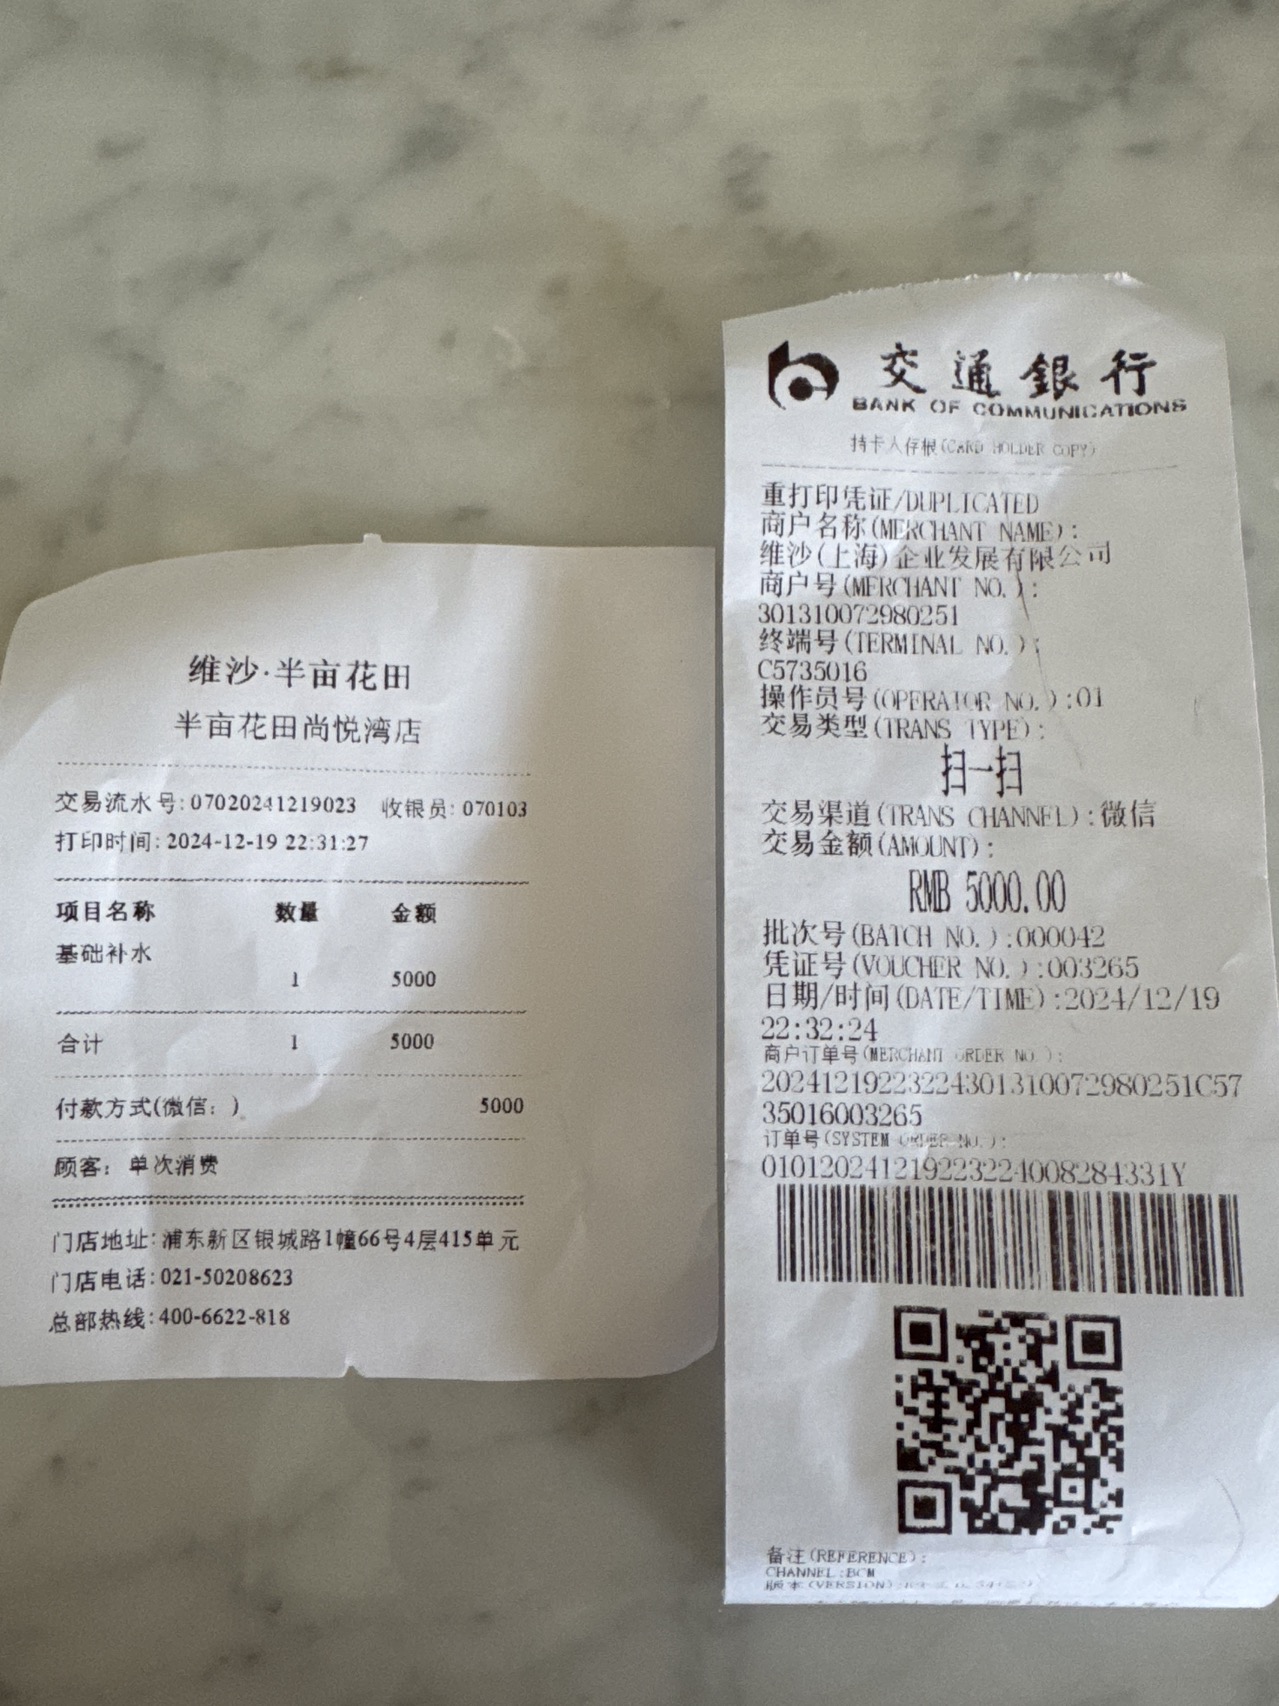 维沙·半亩花田
半亩花田尚悦湾店
交易流水号:07020241219023 收银员:070103
打印时间:2024-12-19 22:31:27
项目名称 数量 金额
基础补水
1 5000
合计 1 5000
付款方式(微信: ) 5000
顾客: 单次消费
门店地址:浦东新区银城路1幢66号4层415单元
门店电话:021-50208623
总部热线:400-6622-818
交通銀行
BANK OF COMMUNICATIONS
持卡人存根(CARD HOLDER COPY)
重打印凭证/DUPLICATED
商户名称(MERCHANT NAME):
维沙(上海)企业发展有限公司
商户号(MERCHANT NO.):
301310072980251
终端号(TERMINAL NO.):
C5735016
操作员号(OPERATOR NO.):01
交易类型(TRANS TYPE):
扫一扫
交易渠道(TRANS CHANNEL):微信
交易金额(AMOUNT):
RMB 5000.00
批次号(BATCH NO.):000042
凭证号(VOUCHER NO.):003265
日期/时间(DATE/TIME):2024/12/19
22:32:24
商户订单号(MERCHANT ORDER NO.):
20241219223224301310072980251C57
35016003265
订单号(SYSTEM ORDER NO.):
010120241219223224008284331Y
备注(REFERENCE):
CHANNEL:BCM
版本(VERSION):